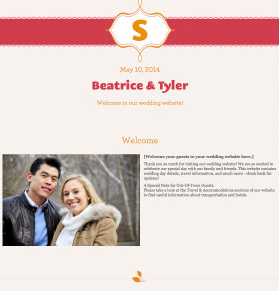 S
May 10, 2014
Beatrice & Tyler
Welcome to our wedding website!
Welcome
[Welcome your guests to your wedding website here.]
Thank you so much for visiting our wedding website! We are so excited to
celebrate our special day with our family and friends. This website contains
wedding day details, travel information, and much more - check back for
updates!
A Special Note for Out-Of-Town Guests:
Please take a look at the Travel & Accommodations sections of our website
to find useful information about transportation and hotels.